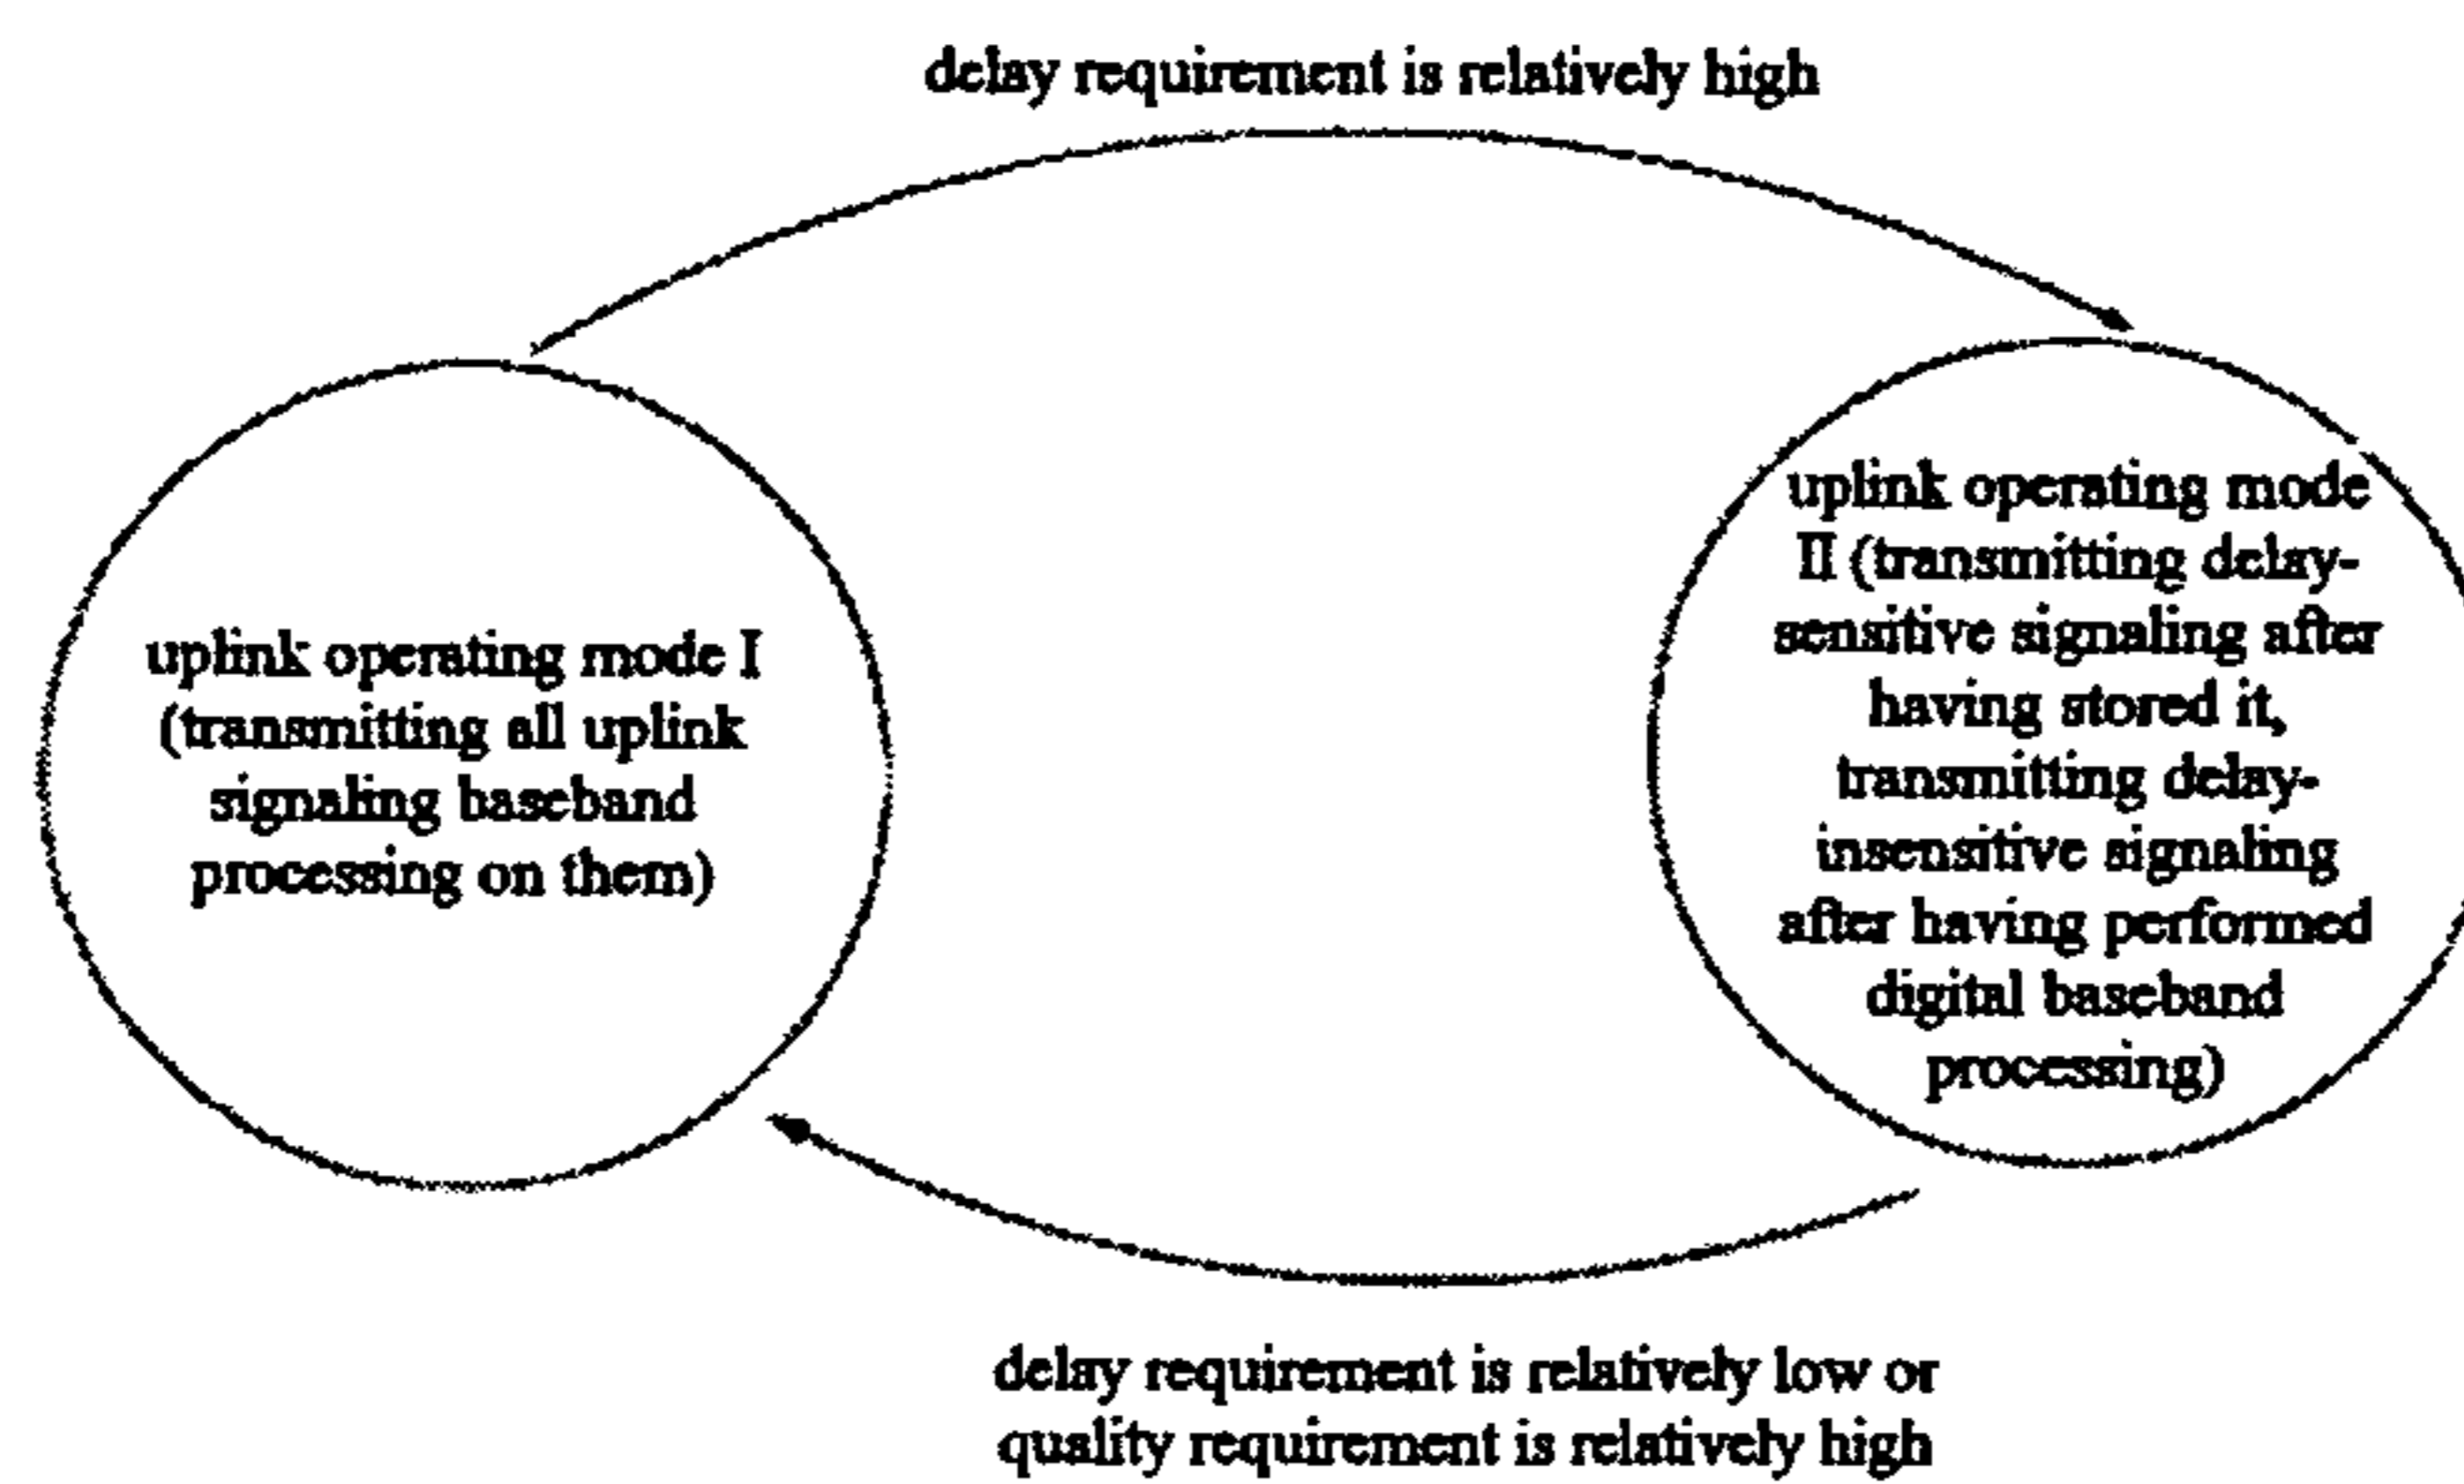 delay requirement is relatively high
uplink operating mode I
(transmitting all uplink
signaling baseband
processing on them)
uplink operating mode
II (transmitting delay-
sensitive signaling after
having stored it,
transmitting delay-
insensitive signaling
after having performed
digital baseband
processing)
delay requirement is relatively low or
quality requirement is relatively high